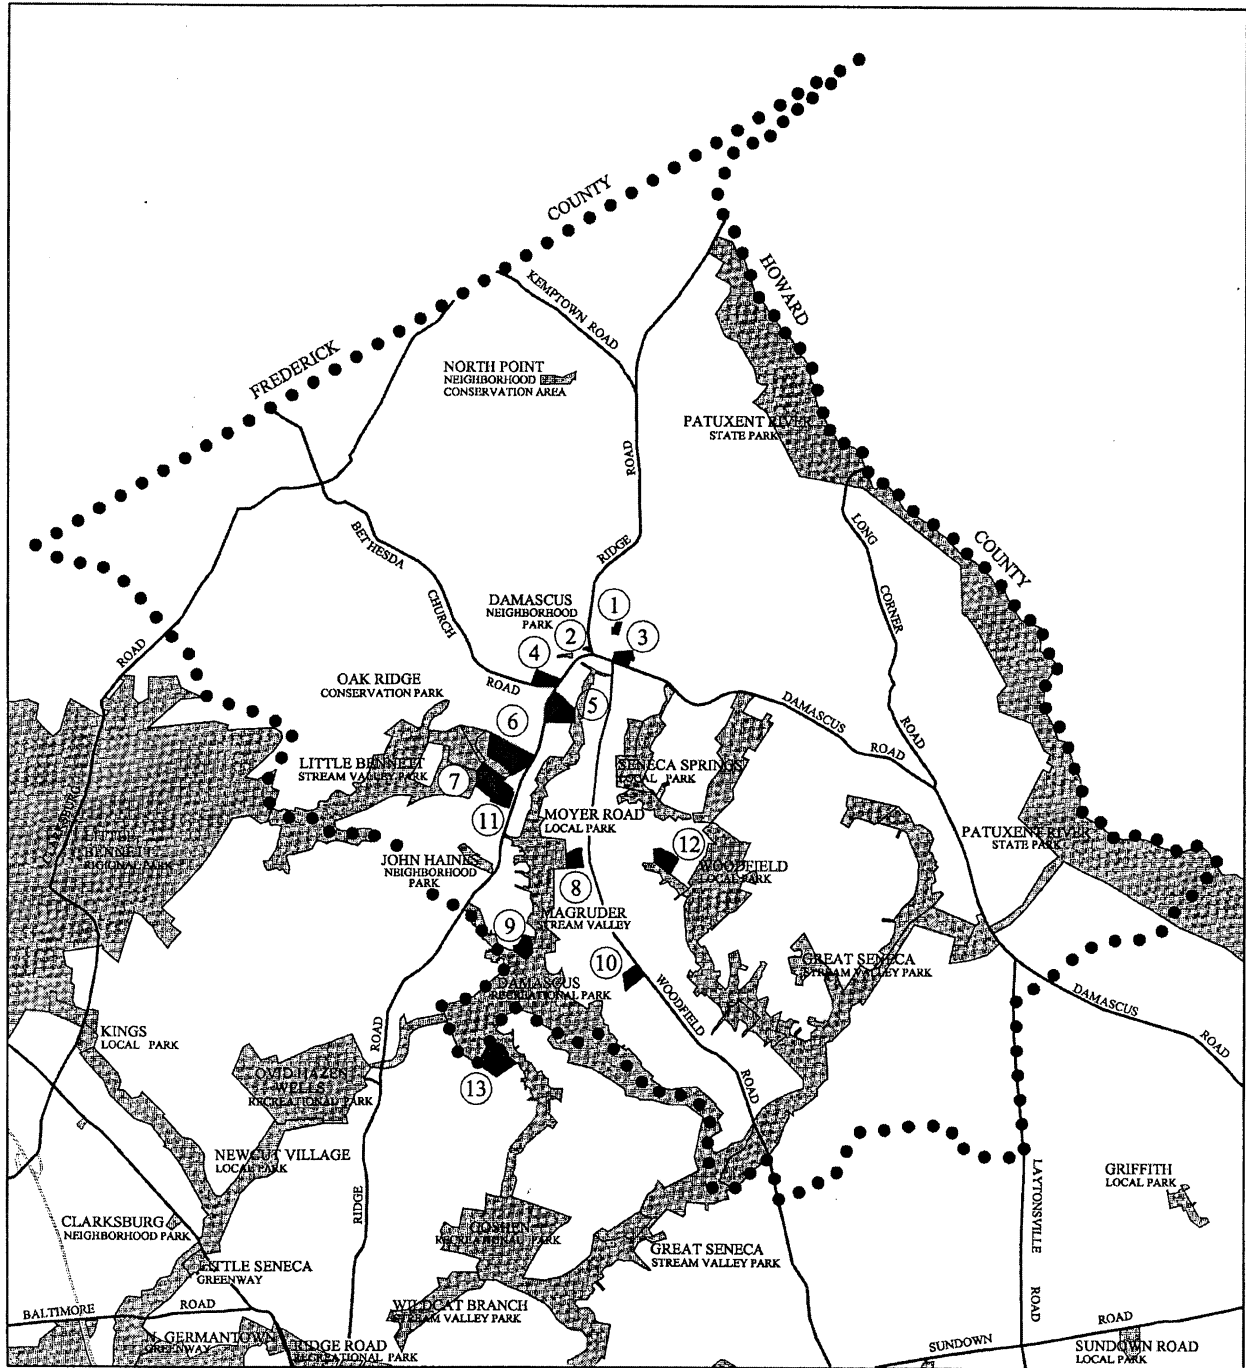 COUNTY
HOWARD
KEMPTOWN ROAD
FREDERICK
NORTH POINT
NEIGHBORHOOD
CONSERVATION AREA
PATUXENT RIVER
STATE PARK
ROAD
LONG
BETHESDA
COUNTY
RIDGE
CORNER
CHURCH
DAMASCUS
NEIGHBORHOOD
PARK
1
2
3
4
ROAD
OAK RIDGE
CONSERVATION PARK
ROAD
5
DAMASCUS
ROAD
ROAD
6
LITTLE BENNETT
STREAM VALLEY PARK
SENECA SPRINGS
LOCAL PARK
7
CLARKSBURG
11
MOYER ROAD
LOCAL PARK
LITTLE
BENNETT
REGIONAL PARK
PATUXENT RIVER
STATE PARK
12
JOHN HAINES
NEIGHBORHOOD
PARK
WOODFIELD
LOCAL PARK
8
MAGRUDER
STREAM VALLEY
9
10
GREAT SENECA
STREAM VALLEY PARK
DAMASCUS
RECREATIONAL PARK
WOODFIELD
DAMASCUS
ROAD
KINGS
LOCAL PARK
ROAD
OVID HAZEN
WELLS
RECREATIONAL PARK
13
ROAD
NEWCUT VILLAGE
LOCAL PARK
GRIFFITH
LOCAL PARK
RIDGE
LAYTONSVILLE
CLARKSBURG
NEIGHBORHOOD PARK
GOSHEN
RECREATIONAL PARK
GREAT SENECA
STREAM VALLEY PARK
LITTLE SENECA
GREENWAY
ROAD
BALTIMORE
ROAD
WILDCAT BRANCH
STREAM VALLEY PARK
N. GERMANTOWN
GREENWAY
RIDGE ROAD
RECREATIONAL PARK
SUNDOWN
ROAD
SUNDOWN ROAD
LOCAL PARK